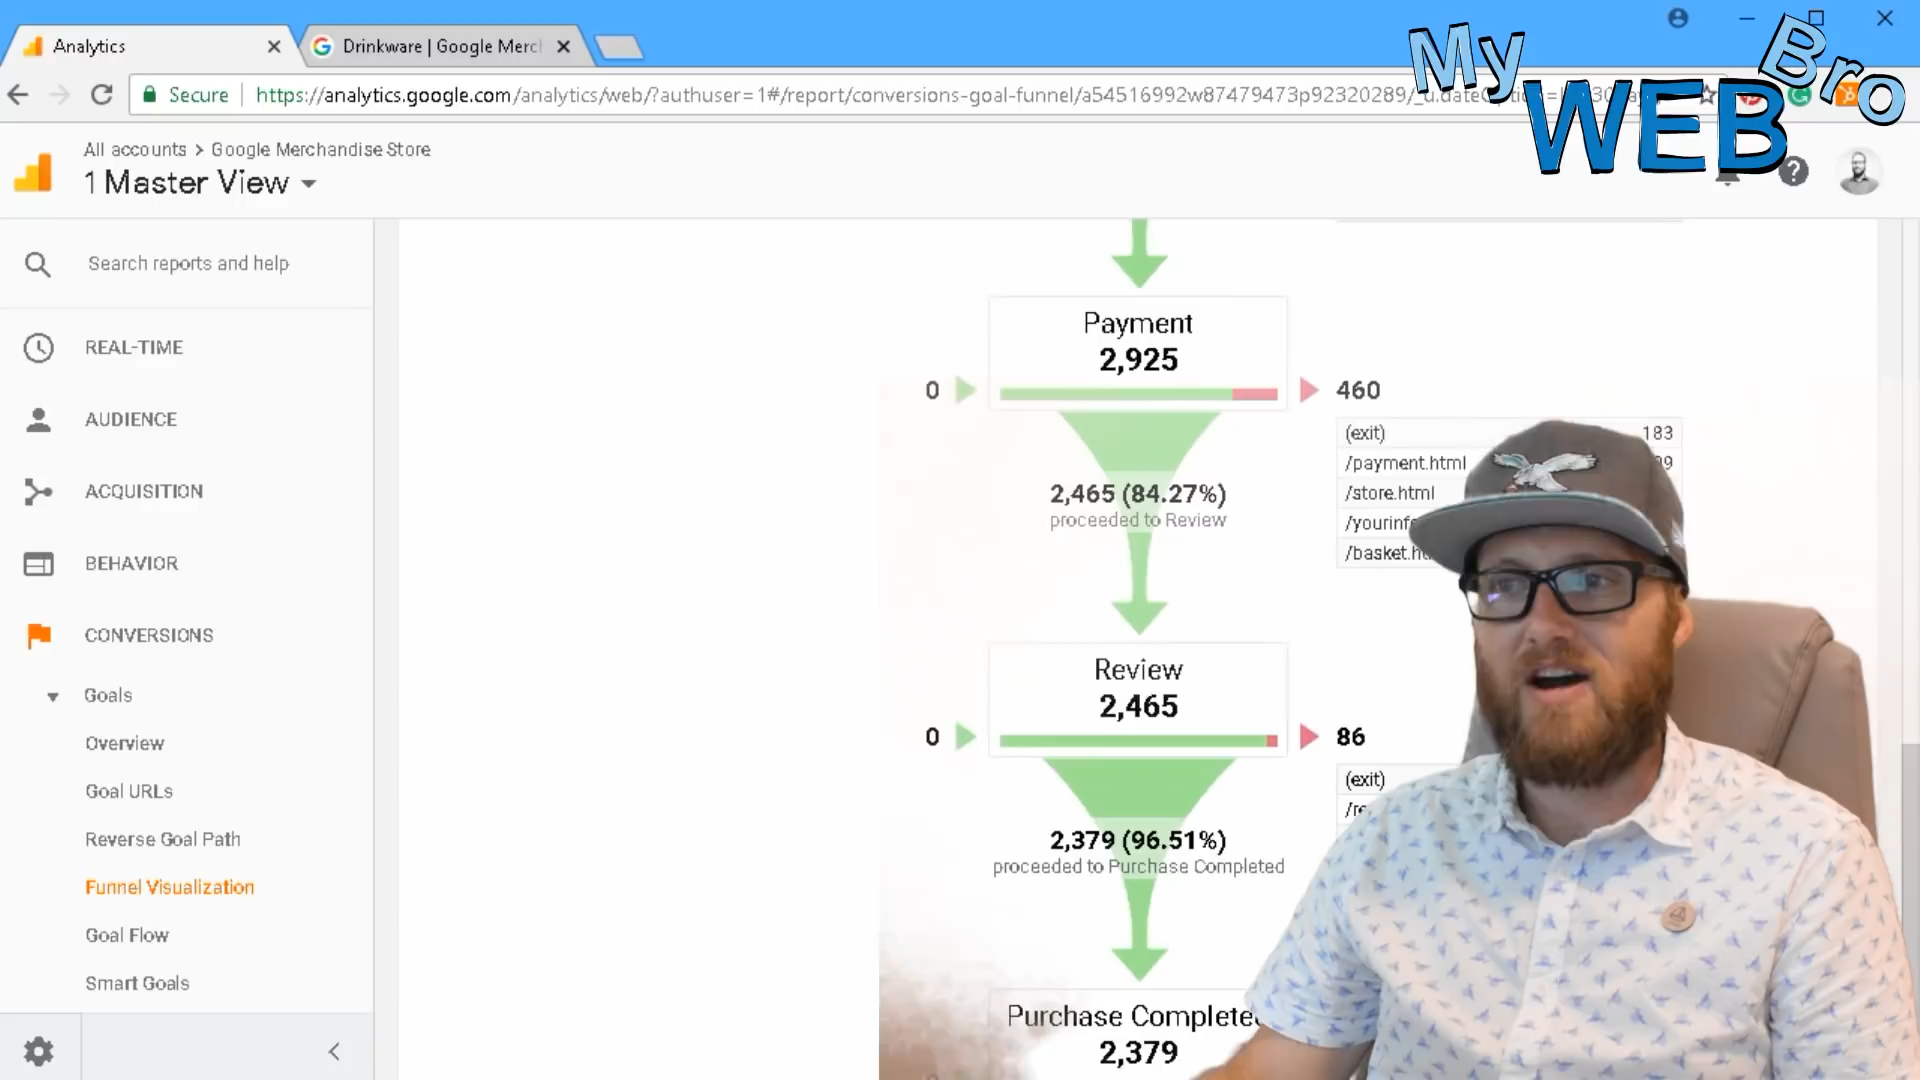 Analytics
Drinkware | Google Merc
My
WEB
Bro
Secure
https://analytics.google.com/analytics/web/?authuser=1#/report/conversions-goal-funnel/a54516992w87479473p92320289/_u.date
All accounts > Google Merchandise Store
1 Master View
Search reports and help
REAL-TIME
AUDIENCE
ACQUISITION
BEHAVIOR
CONVERSIONS
Goals
Overview
Goal URLs
Reverse Goal Path
Funnel Visualization
Goal Flow
Smart Goals
Payment
2,925
0
460
(exit) 183
/payment.html
/store.html
2,465 (84.27%)
proceeded to Review
Review
2,465
0
86
(exit)
2,379 (96.51%)
proceeded to Purchase Completed
Purchase Complete
2,379